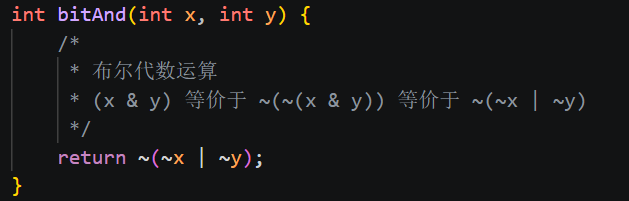 int bitAnd(int x, int y) {
    /*
     * 布尔代数运算
     * (x & y) 等价于 ~(~(x & y)) 等价于 ~(~x | ~y)
     */
    return ~(~x | ~y);
}